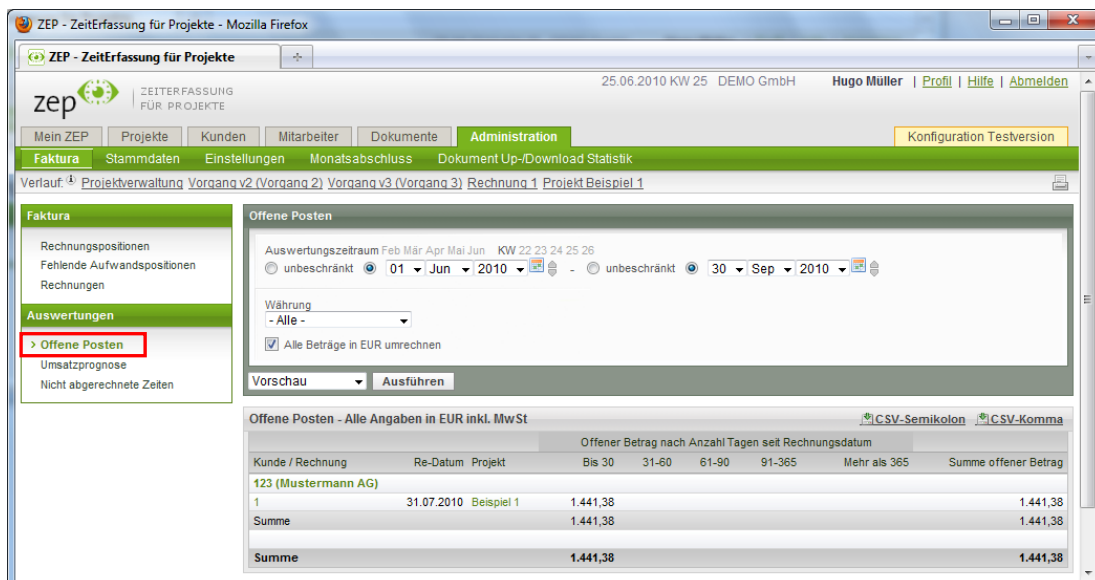 ZEP - ZeitErfassung für Projekte - Mozilla Firefox
ZEP - ZeitErfassung für Projekte
zep ZEITERFASSUNG
FÜR PROJEKTE
25.06.2010 KW 25 DEMO GmbH Hugo Müller | Profil | Hilfe | Abmelden
Mein ZEP Projekte Kunden Mitarbeiter Dokumente Administration Konfiguration Testversion
Faktura Stammdaten Einstellungen Monatsabschluss Dokument Up-/Download Statistik
Verlauf: Projektverwaltung Vorgang v2 (Vorgang 2) Vorgang v3 (Vorgang 3) Rechnung 1 Projekt Beispiel 1
Faktura
Rechnungspositionen
Fehlende Aufwandspositionen
Rechnungen
Auswertungen
> Offene Posten
Umsatzprognose
Nicht abgerechnete Zeiten
Offene Posten
Auswertungszeitraum Feb Mär Apr Mai Jun KW 22 23 24 25 26
unbeschränkt 01 Jun 2010 - unbeschränkt 30 Sep 2010
Währung
- Alle -
Alle Beträge in EUR umrechnen
Vorschau Ausführen
Offene Posten - Alle Angaben in EUR inkl. MwSt CSV-Semikolon CSV-Komma
Offener Betrag nach Anzahl Tagen seit Rechnungsdatum
Kunde / Rechnung Re-Datum Projekt Bis 30 31-60 61-90 91-365 Mehr als 365 Summe offener Betrag
123 (Mustermann AG)
1 31.07.2010 Beispiel 1 1.441,38 1.441,38
Summe 1.441,38 1.441,38
Summe 1.441,38 1.441,38